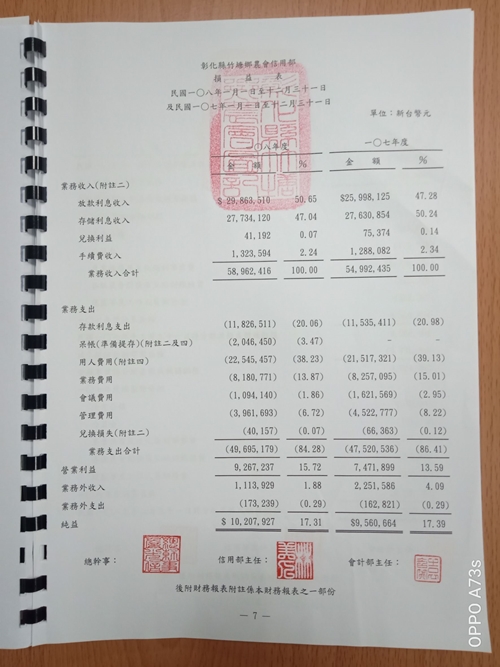 彰化縣竹塘鄉農會信用部
損益表
民國一〇八年一月一日至十二月三十一日
及民國一〇七年一月一日至十二月三十一日
單位：新台幣元
〇八年度 一〇七年度
金額 % 金額 %
業務收入(附註二)
放款利息收入 $ 29,863,510 50.65 $25,998,125 47.28
存儲利息收入 27,734,120 47.04 27,630,854 50.24
兌換利益 41,192 0.07 75,374 0.14
手續費收入 1,323,594 2.24 1,288,082 2.34
業務收入合計 58,962,416 100.00 54,992,435 100.00
業務支出
存款利息支出 (11,826,511) (20.06) (11,535,411) (20.98)
呆帳(準備提存)(附註二及四) (2,046,450) (3.47) － －
用人費用(附註四) (22,545,457) (38.23) (21,517,321) (39.13)
業務費用 (8,180,771) (13.87) (8,257,095) (15.01)
會議費用 (1,094,140) (1.86) (1,621,569) (2.95)
管理費用 (3,961,693) (6.72) (4,522,777) (8.22)
兌換損失(附註二) (40,157) (0.07) (66,363) (0.12)
業務支出合計 (49,695,179) (84.28) (47,520,536) (86.41)
營業利益 9,267,237 15.72 7,471,899 13.59
業務外收入 1,113,929 1.88 2,251,586 4.09
業務外支出 (173,239) (0.29) (162,821) (0.29)
純益 $ 10,207,927 17.31 $9,560,664 17.39
總幹事： 信用部主任： 會計部主任：
後附財務報表附註係本財務報表之一部份
— 7 —
OPPO A73s